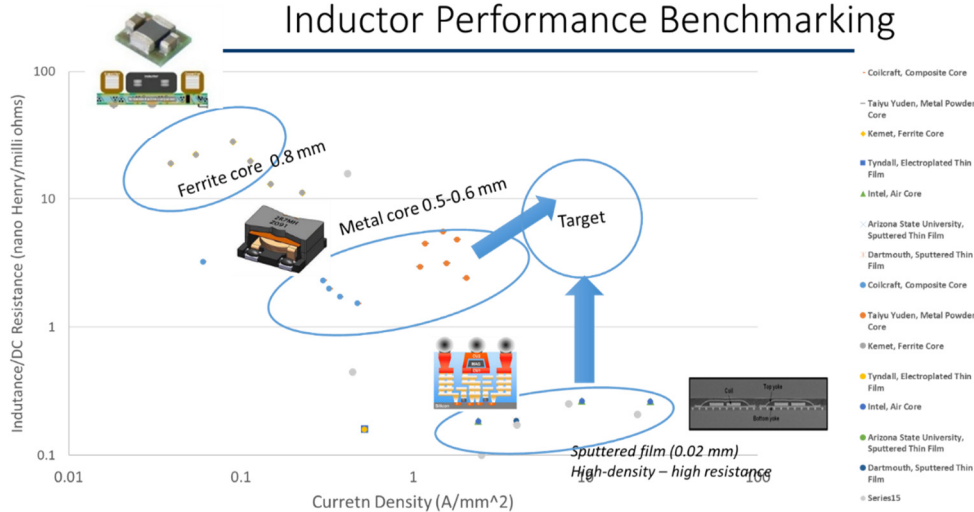 Inductor Performance Benchmarking
Indutance/DC Resistance (nano Henry/milli ohms)
100
10
1
0.1
0.01
0.1
1
10
100
Curretn Density (A/mm^2)
Ferrite core 0.8 mm
Metal core 0.5-0.6 mm
Target
Sputtered film (0.02 mm)
High-density – high resistance
Coil
Top yoke
Bottom yoke
Coilcraft, Composite Core
Taiyu Yuden, Metal Powder
Core
Kemet, Ferrite Core
Tyndall, Electroplated Thin
Film
Intel, Air Core
Arizona State University,
Sputtered Thin Film
Dartmouth, Sputtered Thin
Film
Coilcraft, Composite Core
Taiyu Yuden, Metal Powder
Core
Kemet, Ferrite Core
Tyndall, Electroplated Thin
Film
Intel, Air Core
Arizona State University,
Sputtered Thin Film
Dartmouth, Sputtered Thin
Film
Series15